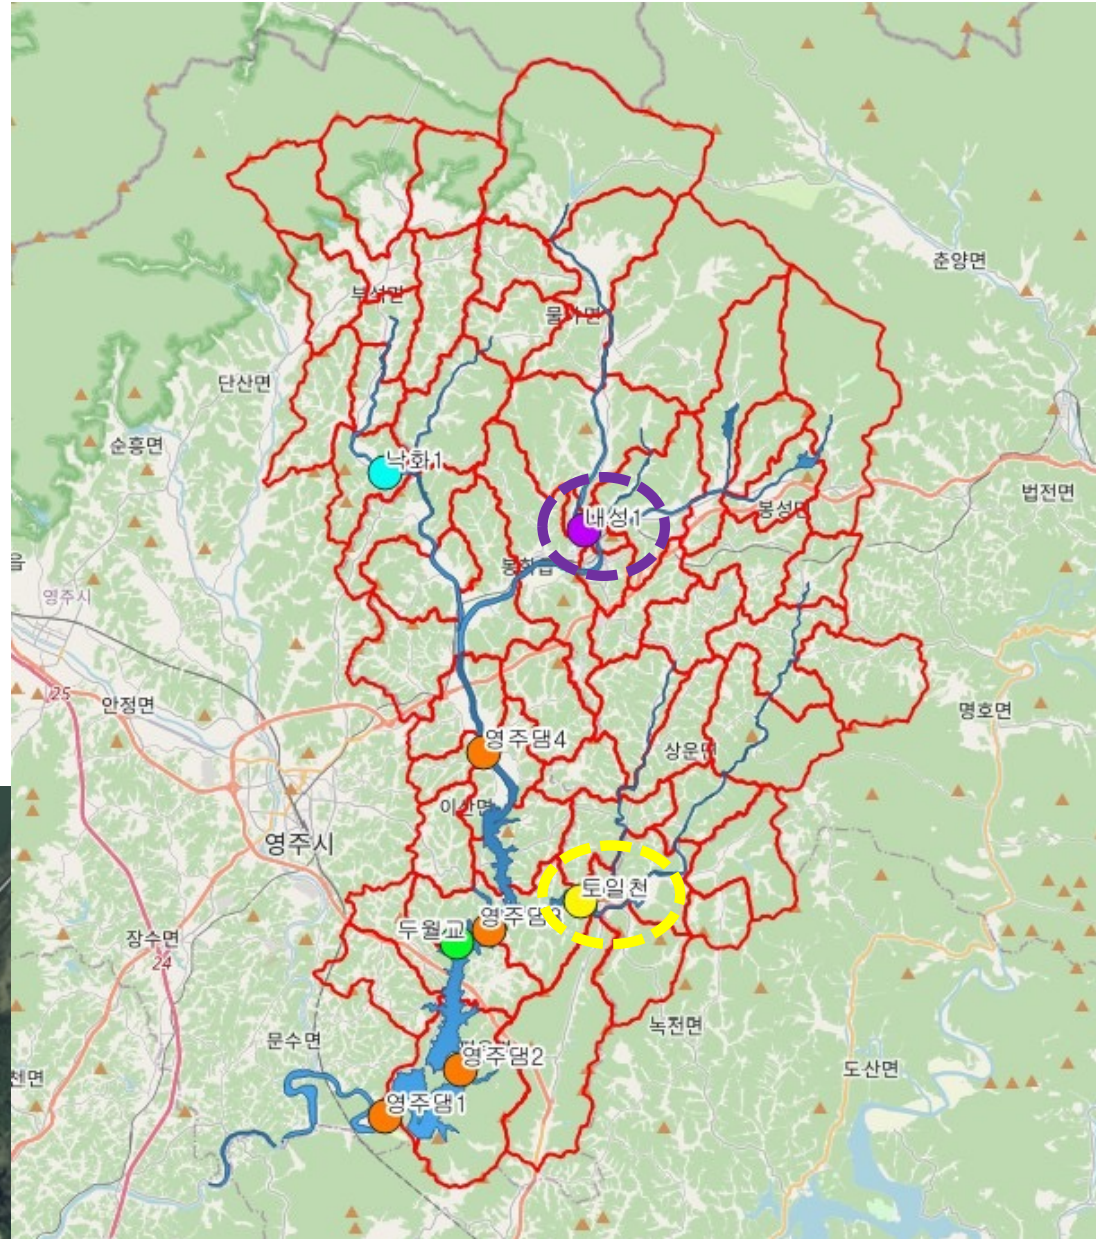 춘양면
부석면
물야면
단산면
순흥면
낙화1
법전면
내성1
봉성면
봉화읍
영주시
25
안정면
명호면
영주댐4
상운면
이산면
영주시
토일천
영주댐3
두월교
장수면
24
녹전면
문수면
영주댐2
도산면
천면
영주댐1